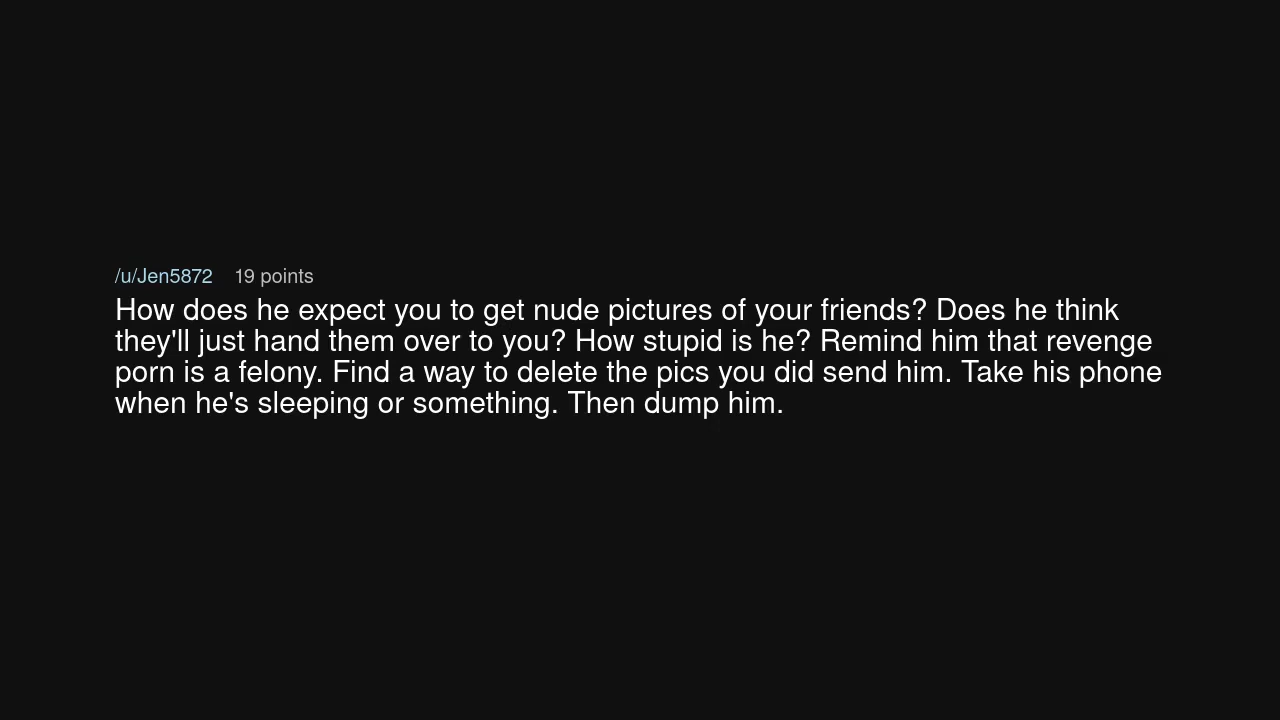 /u/Jen5872 19 points
How does he expect you to get nude pictures of your friends? Does he think
they'll just hand them over to you? How stupid is he? Remind him that revenge
porn is a felony. Find a way to delete the pics you did send him. Take his phone
when he's sleeping or something. Then dump him.